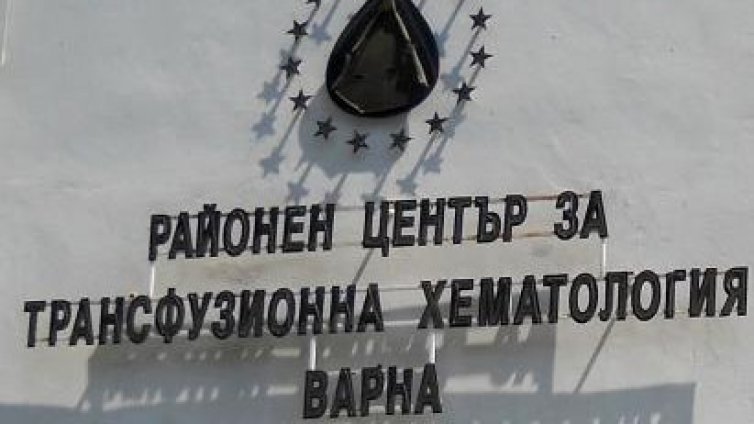 РАЙОНЕН ЦЕНТЪР ЗА
ТРАНСФУЗИОННА ХЕМАТОЛОГИЯ
ВАРНА